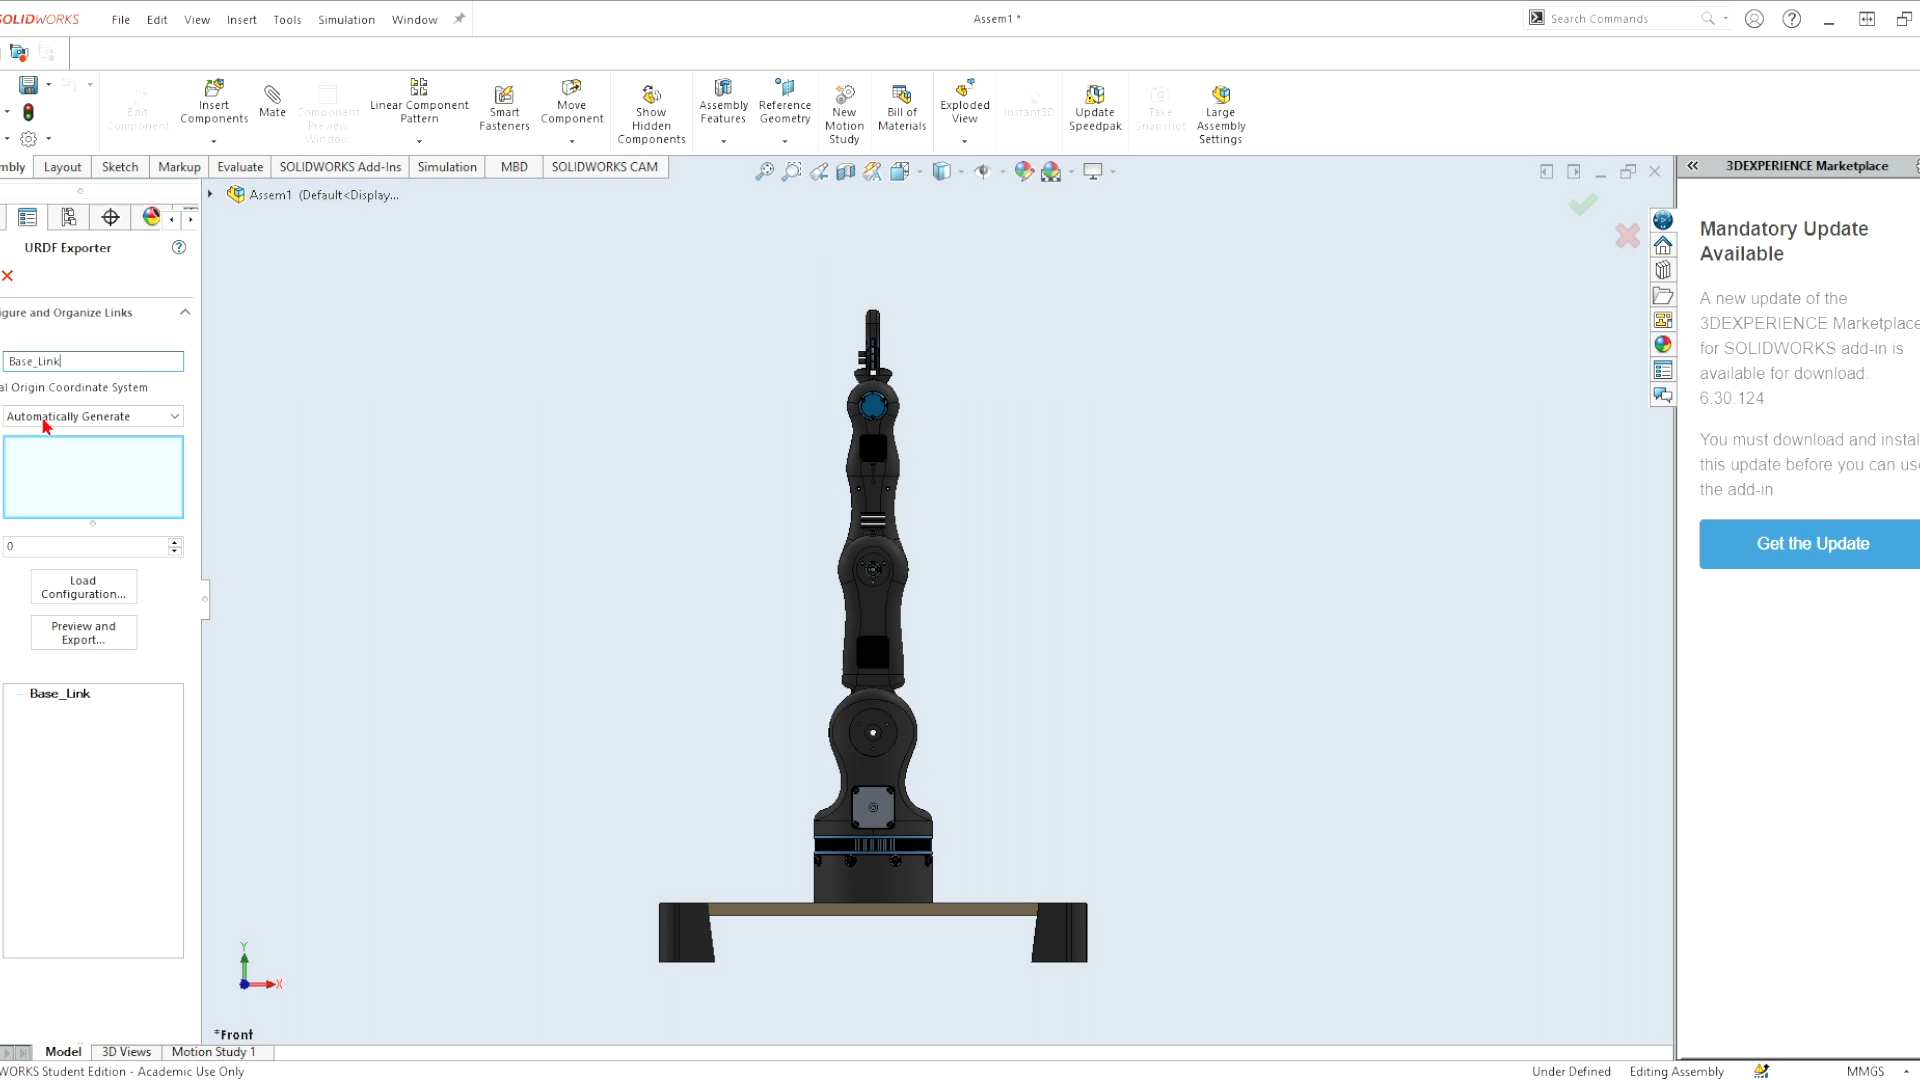 SOLIDWORKS File Edit View Insert Tools Simulation Window Assem1 * Search Commands
Edit Component
Insert Components
Mate
Component Preview Window
Linear Component Pattern
Smart Fasteners
Move Component
Show Hidden Components
Assembly Features
Reference Geometry
New Motion Study
Bill of Materials
Exploded View
Instant3D
Update Speedpak
Take Snapshot
Large Assembly Settings
mbly Layout Sketch Markup Evaluate SOLIDWORKS Add-Ins Simulation MBD SOLIDWORKS CAM
3DEXPERIENCE Marketplace
Assem1 (Default<Display...
URDF Exporter
igure and Organize Links
Base_Link
al Origin Coordinate System
Automatically Generate
0
Load
Configuration...
Preview and
Export...
Base_Link
Y
X
*Front
Mandatory Update
Available
A new update of the
3DEXPERIENCE Marketplace
for SOLIDWORKS add-in is
available for download:
6.30.124
You must download and instal
this update before you can us
the add-in.
Get the Update
Model 3D Views Motion Study 1
WORKS Student Edition - Academic Use Only Under Defined Editing Assembly MMGS